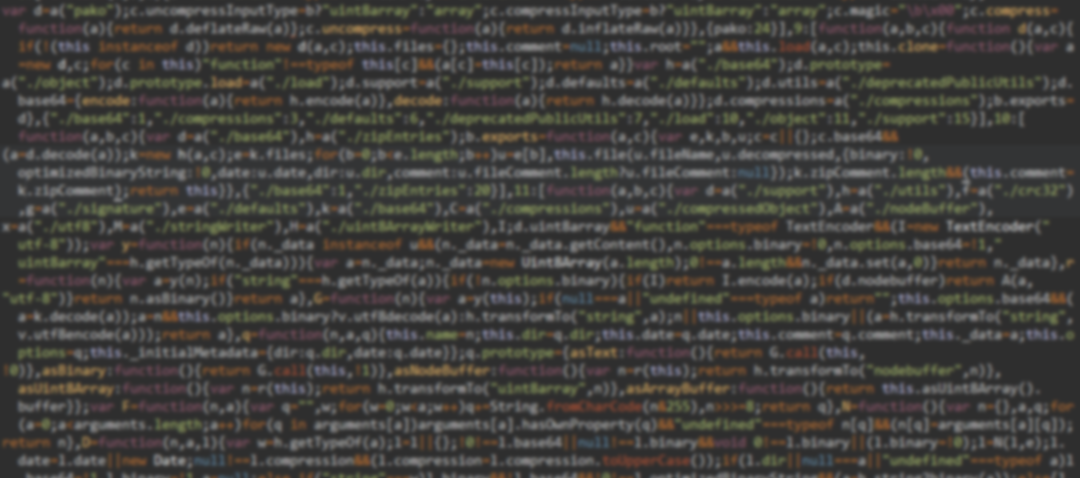 var d=a("pako");c.uncompressInputType=b?"uint8array":"array";c.compressInputType=b?"uint8array":"array";c.magic="\b\x00";c.compress=
function(a){return d.deflateRaw(a)};c.uncompress=function(a){return d.inflateRaw(a)}},{pako:24}],9:[function(a,b,c){function d(a,c){
if(!(this instanceof d))return new d(a,c);this.files={};this.comment=null;this.root="";a&&this.load(a,c);this.clone=function(){var a
=new d,c;for(c in this)"function"!==typeof this[c]&&(a[c]=this[c]);return a}}var h=a("./base64");d.prototype=
a("./object");d.prototype.load=a("./load");d.support=a("./support");d.defaults=a("./defaults");d.utils=a("./deprecatedPublicUtils");d.
base64={encode:function(a){return h.encode(a)},decode:function(a){return h.decode(a)}};d.compressions=a("./compressions");b.exports=
d},{"./base64":1,"./compressions":3,"./defaults":6,"./deprecatedPublicUtils":7,"./load":10,"./object":11,"./support":15}],10:[
function(a,b,c){var d=a("./base64"),h=a("./zipEntries");b.exports=function(a,c){var e,k,b,u;c=c||{};c.base64&&
(a=d.decode(a));k=new h(a,c);e=k.files;for(b=0;b<e.length;b++)u=e[b],this.file(u.fileName,u.decompressed,{binary:!0,
optimizedBinaryString:!0,date:u.date,dir:u.dir,comment:u.fileComment.length?u.fileComment:null});k.zipComment.length&&(this.comment=
k.zipComment);return this}},{"./base64":1,"./zipEntries":20}],11:[function(a,b,c){var d=a("./support"),h=a("./utils"),f=a("./crc32")
,g=a("./signature"),e=a("./defaults"),k=a("./base64"),C=a("./compressions"),u=a("./compressedObject"),A=a("./nodeBuffer"),
x=a("./utf8"),M=a("./stringWriter"),H=a("./uint8ArrayWriter"),I;d.uint8array&&"function"===typeof TextEncoder&&(I=new TextEncoder("
utf-8"));var y=function(n){if(n._data instanceof u&&(n._data=n._data.getContent(),n.options.binary=!0,n.options.base64=!1,"
uint8array"===h.getTypeOf(n._data))){var a=n._data;n._data=new Uint8Array(a.length);0!==a.length&&n._data.set(a,0)}return n._data},r
=function(n){var a=y(n);if("string"===h.getTypeOf(a)){if(!n.options.binary){if(I)return I.encode(a);if(d.nodebuffer)return A(a,
"utf-8")}return n.asBinary()}return a},G=function(n){var a=y(this);if(null===a||"undefined"===typeof a)return"";this.options.base64&&(
a=k.decode(a));a=n&&this.options.binary?v.utf8decode(a):h.transformTo("string",a);n||this.options.binary||(a=h.transformTo("string",
v.utf8encode(a)));return a},q=function(n,a,q){this.name=n;this.dir=q.dir;this.date=q.date;this.comment=q.comment;this._data=a;this.o
ptions=q,this._initialMetadata={dir:q.dir,date:q.date}};q.prototype={asText:function(){return G.call(this,
!0)},asBinary:function(){return G.call(this,!1)},asNodeBuffer:function(){var n=r(this);return h.transformTo("nodebuffer",n)},
asUint8Array:function(){var n=r(this);return h.transformTo("uint8array",n)},asArrayBuffer:function(){return this.asUint8Array().
buffer}};var F=function(n,a){var q="",w;for(w=0;w<a;w++)q+=String.fromCharCode(n&255),n>>>=8;return q},N=function(){var n={},a,q;for
(a=0;a<arguments.length;a++)for(q in arguments[a])arguments[a].hasOwnProperty(q)&&"undefined"===typeof n[q]&&(n[q]=arguments[a][q]);
return n},D=function(n,a,l){var w=h.getTypeOf(a);l=l||{};!0!==l.base64||null!==l.binary&&void 0!==l.binary||(l.binary=!0);l=N(l,e);l.
date=l.date||new Date;null!==l.compression&&(l.compression=l.compression.toUpperCase());if(l.dir||null===a||"undefined"===typeof a)l